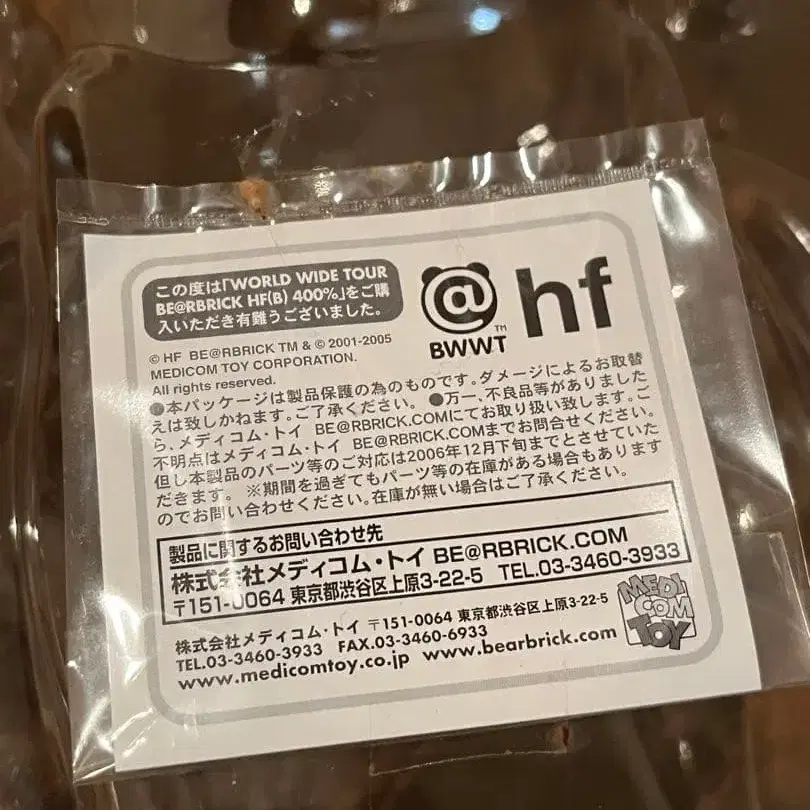 この度は「WORLD WIDE TOUR
BE@RBRICK HF(B) 400%」をご購
入いただき有難うございました。
@
BWWT™
hf
© HF BE@RBRICK TM & © 2001-2005
MEDICOM TOY CORPORATION.
All rights reserved.
●本パッケージは製品保護の為のものです。ダメージによるお取替
えは致しかねます。ご了承ください。 ●万一、不良品等がありました
ら、メディコム・トイ BE@RBRICK.COMにてお取り扱い致します。ご
不明点はメディコム・トイ BE@RBRICK.COMまでお問合せください。
但し本製品のパーツ等のご対応は2006年12月下旬までとさせていた
だきます。 ※期間を過ぎてもパーツ等の在庫がある場合もあります
のでお問い合わせください。在庫が無い場合はご了承ください。
製品に関するお問い合わせ先
株式会社メディコム・トイ BE@RBRICK.COM
〒151-0064 東京都渋谷区上原3-22-5 TEL.03-3460-3933
株式会社メディコム・トイ 〒151-0064 東京都渋谷区上原3-22-5
TEL.03-3460-3933 FAX.03-3460-6933
www.medicomtoy.co.jp www.bearbrick.com
MEDI
COM
TOY